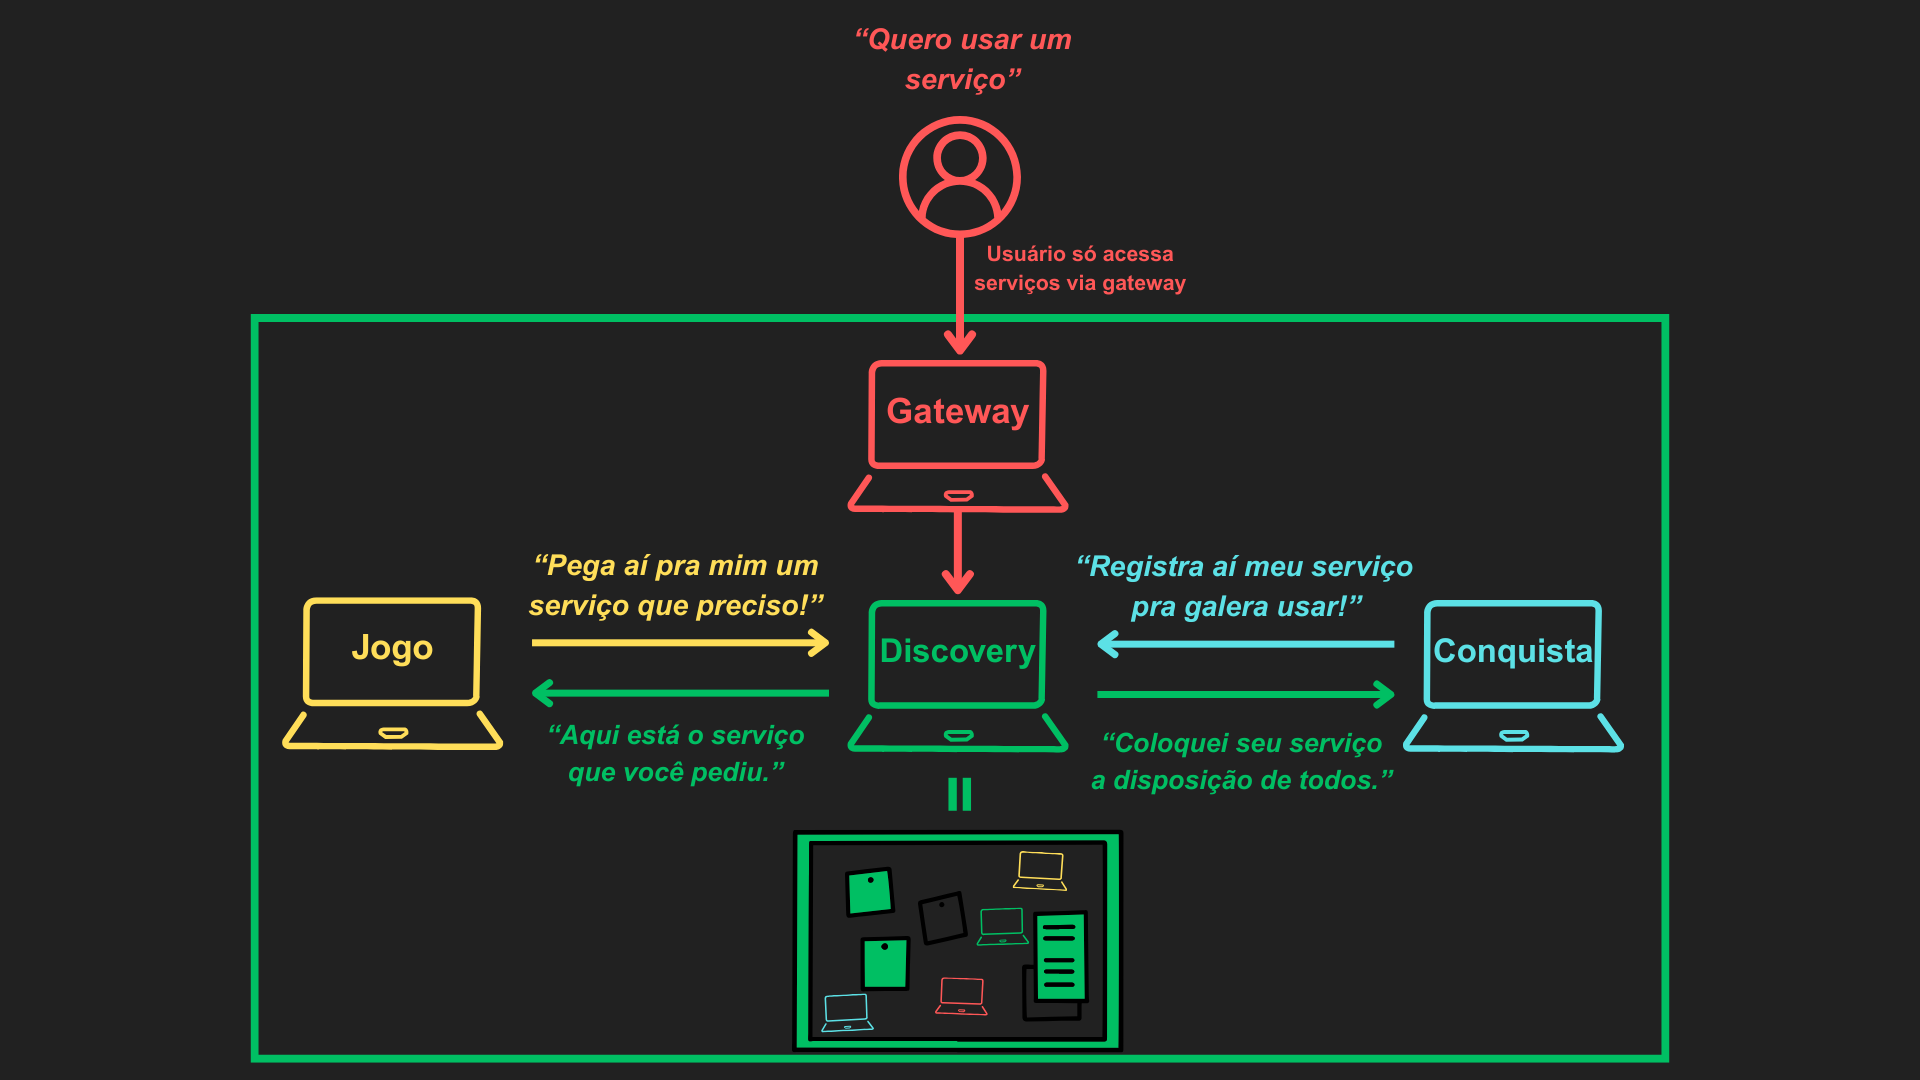 “Quero usar um
serviço”
Usuário só acessa
serviços via gateway
Gateway
“Pega aí pra mim um
serviço que preciso!”
“Registra aí meu serviço
pra galera usar!”
Jogo
Discovery
Conquista
“Aqui está o serviço
que você pediu.”
“Coloquei seu serviço
a disposição de todos.”